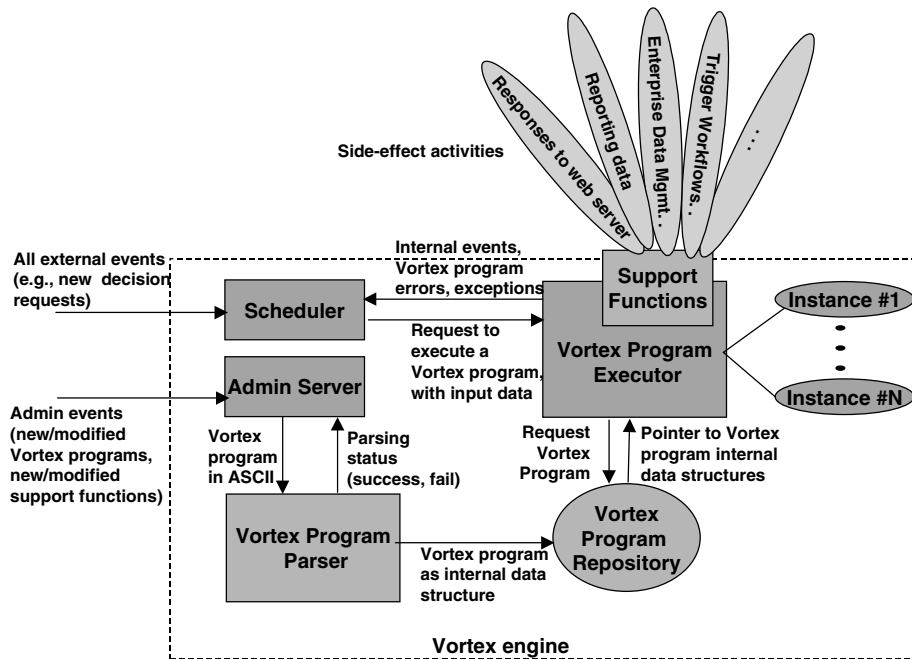 Responses to web server
Reporting data
Enterprise Data Mgmt. .
Trigger Workflows. .
. . .
Side-effect activities
All external events
(e.g., new decision
requests)
Internal events,
Vortex program
errors, exceptions
Support
Functions
Scheduler
Request to
execute a
Vortex program,
with input data
Vortex Program
Executor
Instance #1
Instance #N
Admin Server
Admin events
(new/modified
Vortex programs,
new/modified
support functions)
Vortex
program
in ASCII
Parsing
status
(success, fail)
Request
Vortex
Program
Pointer to Vortex
program internal
data structures
Vortex Program
Parser
Vortex program
as internal data
structure
Vortex
Program
Repository
Vortex engine